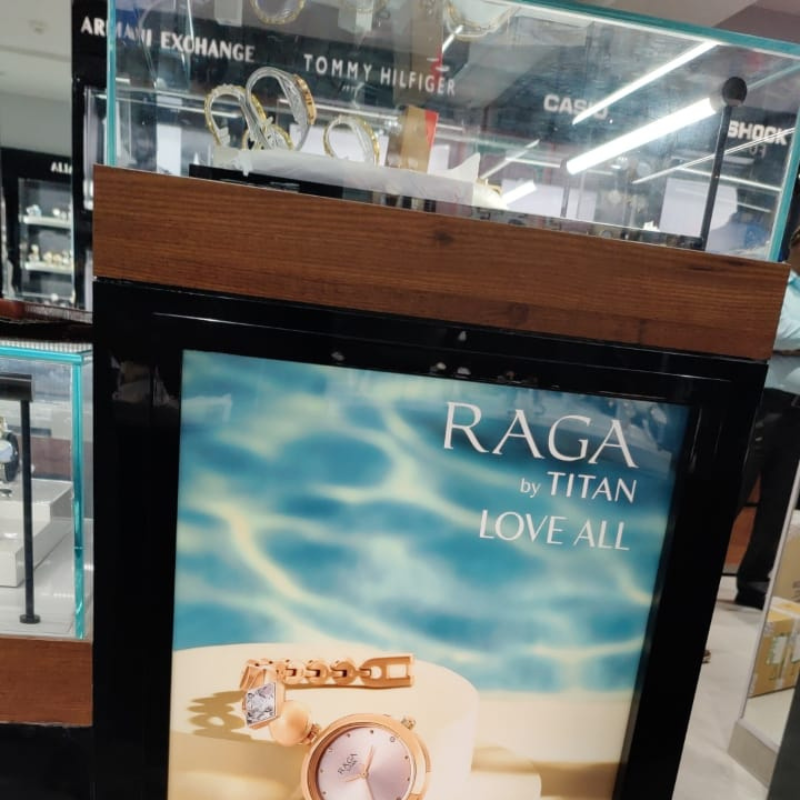 ARMANI EXCHANGE
TOMMY HILFIGER
CASIO
SHOCK
RAGA
by TITAN
LOVE ALL
RAGA